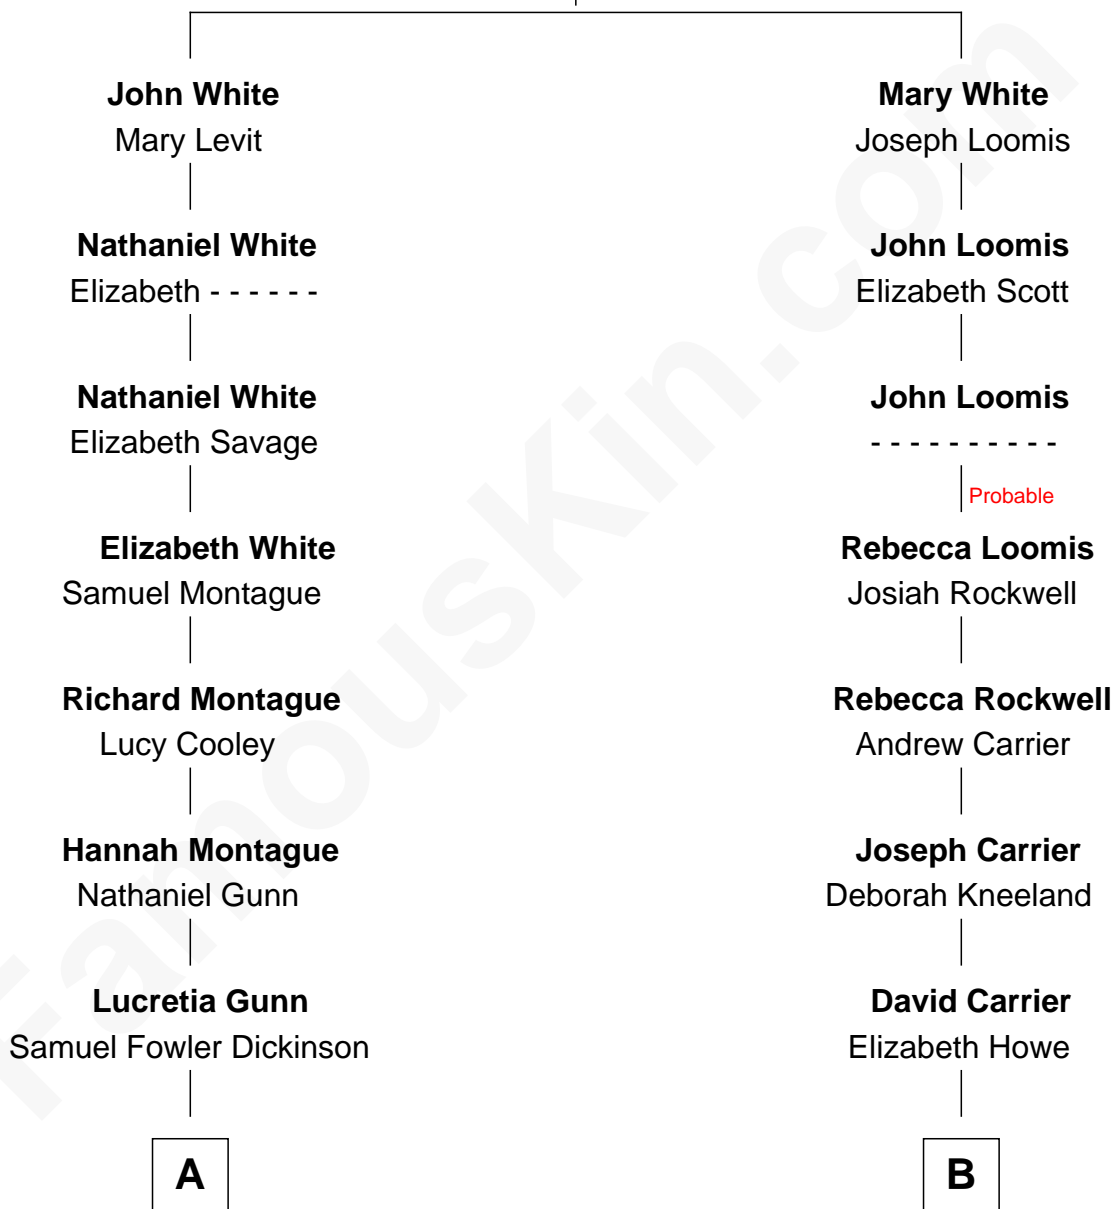 John White
Mary Levit
Nathaniel White
Elizabeth - - - - - -
Nathaniel White
Elizabeth Savage
Elizabeth White
Samuel Montague
Richard Montague
Lucy Cooley
Hannah Montague
Nathaniel Gunn
Lucretia Gunn
Samuel Fowler Dickinson
A
Mary White
Joseph Loomis
John Loomis
Elizabeth Scott
John Loomis
- - - - - - - - - -
Probable
Rebecca Loomis
Josiah Rockwell
Rebecca Rockwell
Andrew Carrier
Joseph Carrier
Deborah Kneeland
David Carrier
Elizabeth Howe
B
FamousKin.com